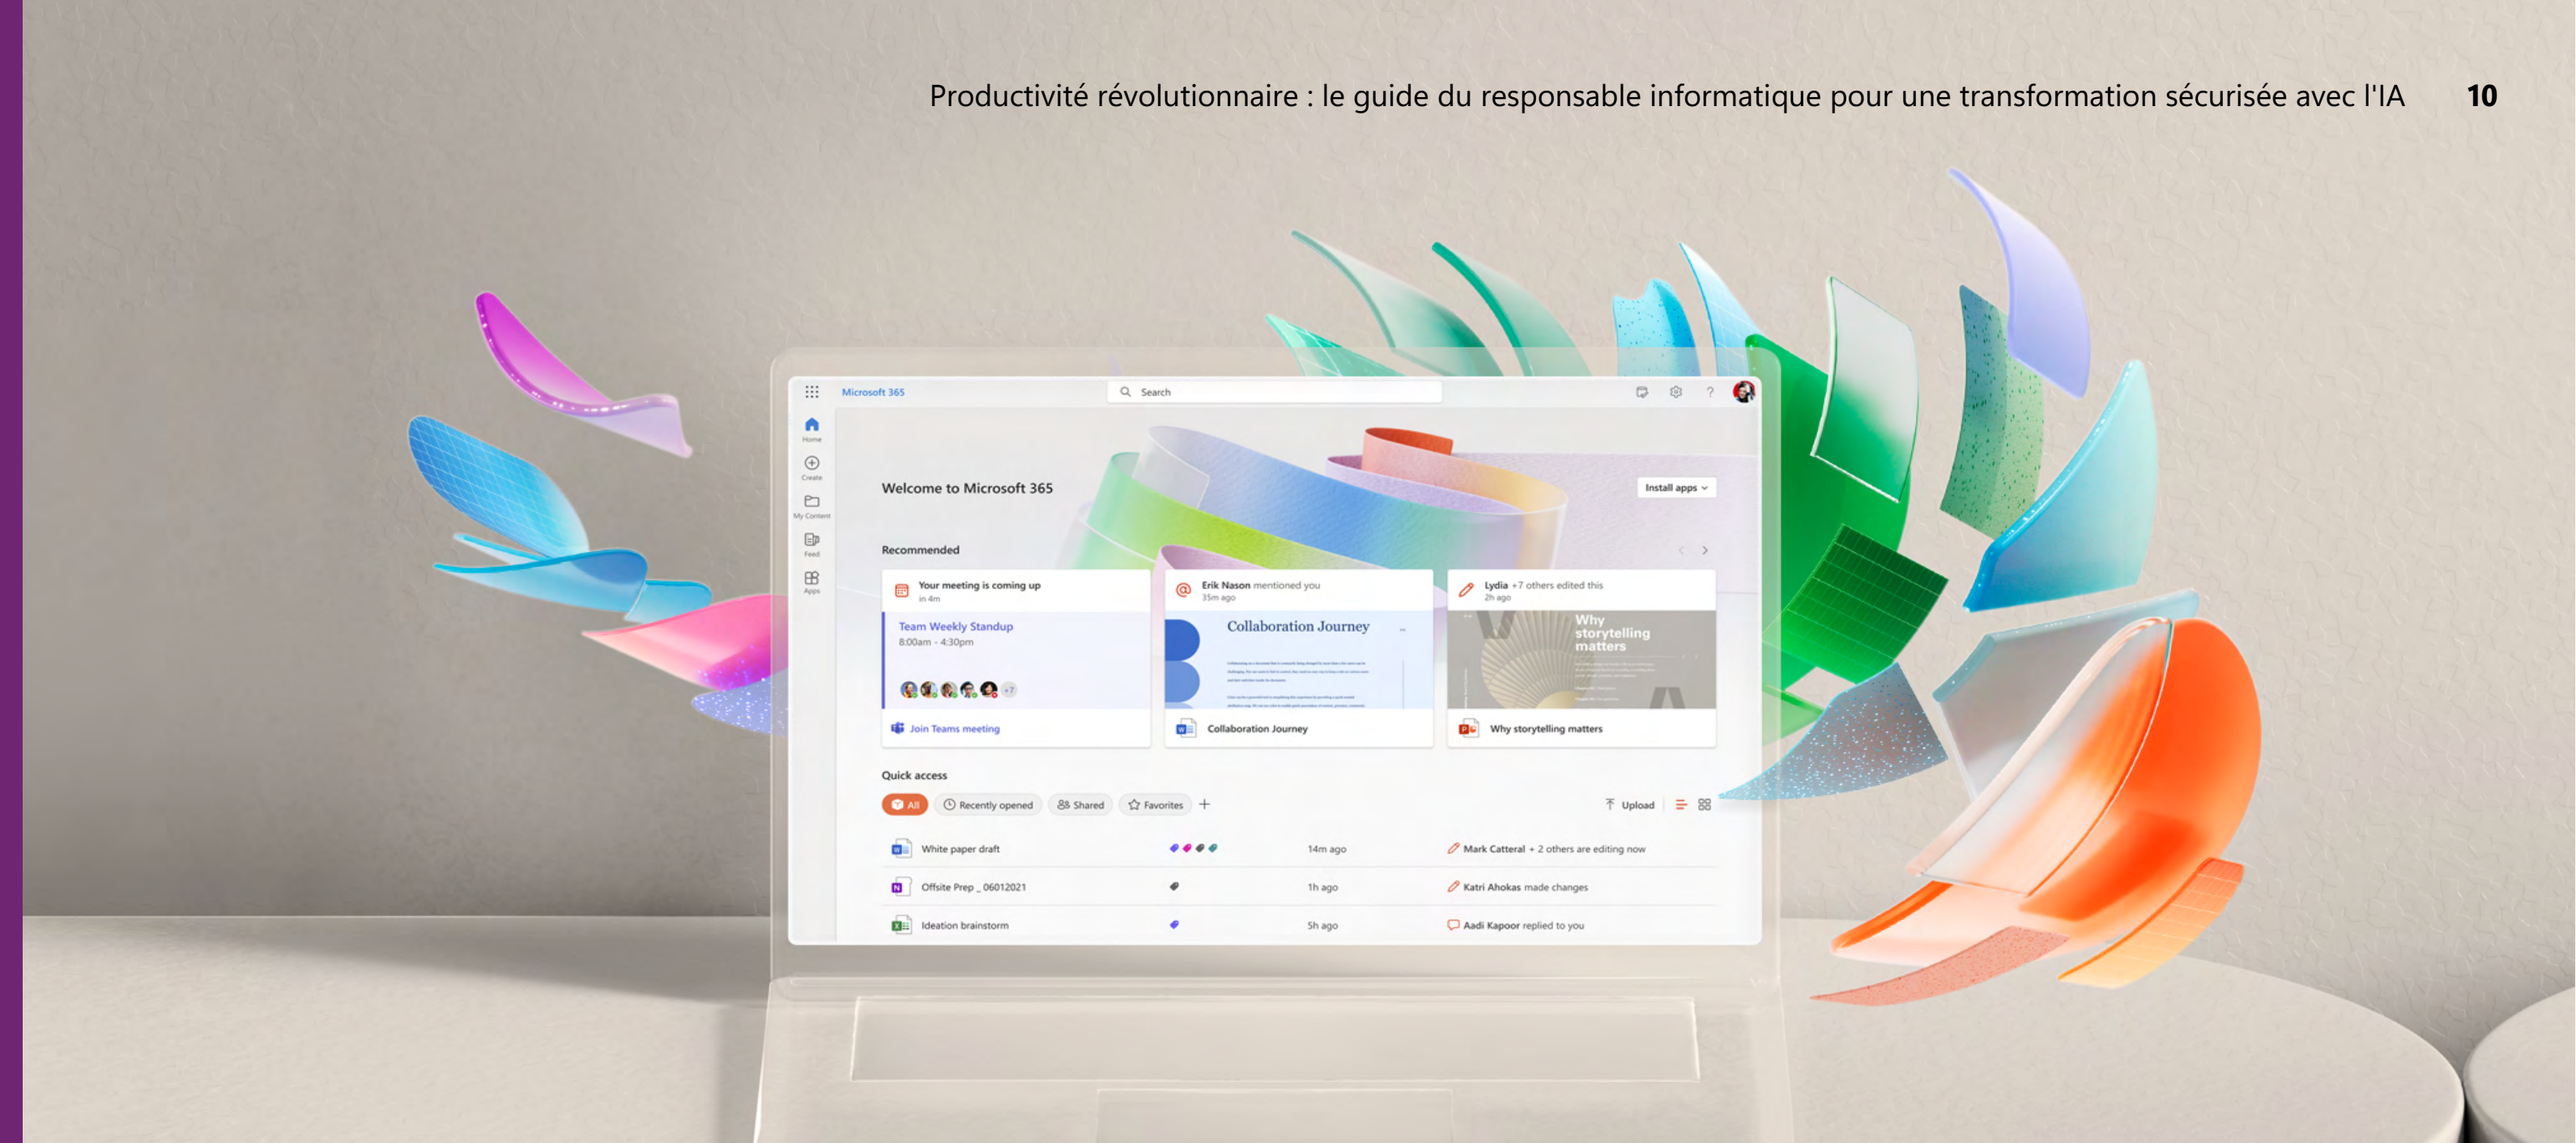 Productivité révolutionnaire : le guide du responsable informatique pour une transformation sécurisée avec l'IA 10
Microsoft 365
Search
?
Home
Create
My Content
Feed
Apps
Welcome to Microsoft 365
Install apps
Recommended
Your meeting is coming up
in 4m
Team Weekly Standup
8:00am - 4:30pm
+7
Join Teams meeting
Erik Nason mentioned you
35m ago
Collaboration Journey
Collaboration Journey
Lydia +7 others edited this
2h ago
Why
storytelling
matters
Why storytelling matters
Quick access
All Recently opened Shared Favorites
Upload
White paper draft 14m ago Mark Catteral + 2 others are editing now
Offsite Prep _ 06012021 1h ago Katri Ahokas made changes
Ideation brainstorm 5h ago Aadi Kapoor replied to you